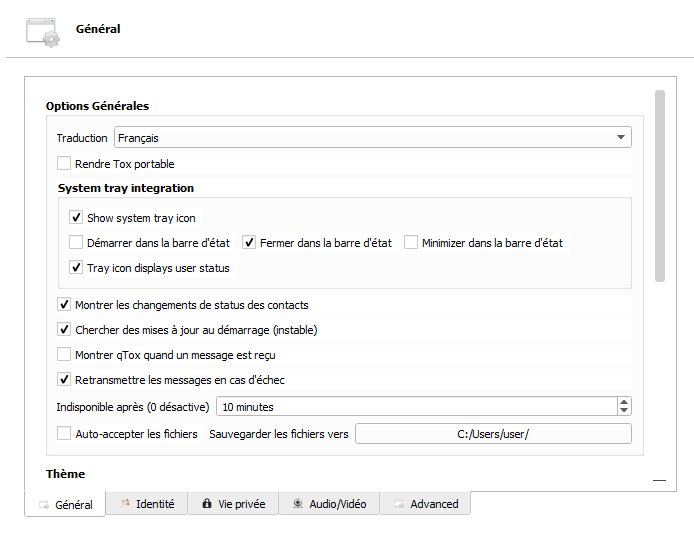 Général
Options Générales
Traduction Français
Rendre Tox portable
System tray integration
Show system tray icon
Démarrer dans la barre d'état Fermer dans la barre d'état Minimizer dans la barre d'état
Tray icon displays user status
Montrer les changements de status des contacts
Chercher des mises à jour au démarrage (instable)
Montrer qTox quand un message est reçu
Retransmettre les messages en cas d'échec
Indisponible après (0 désactive) 10 minutes
Auto-accepter les fichiers Sauvegarder les fichiers vers C:/Users/user/
Thème
Général Identité Vie privée Audio/Vidéo Advanced